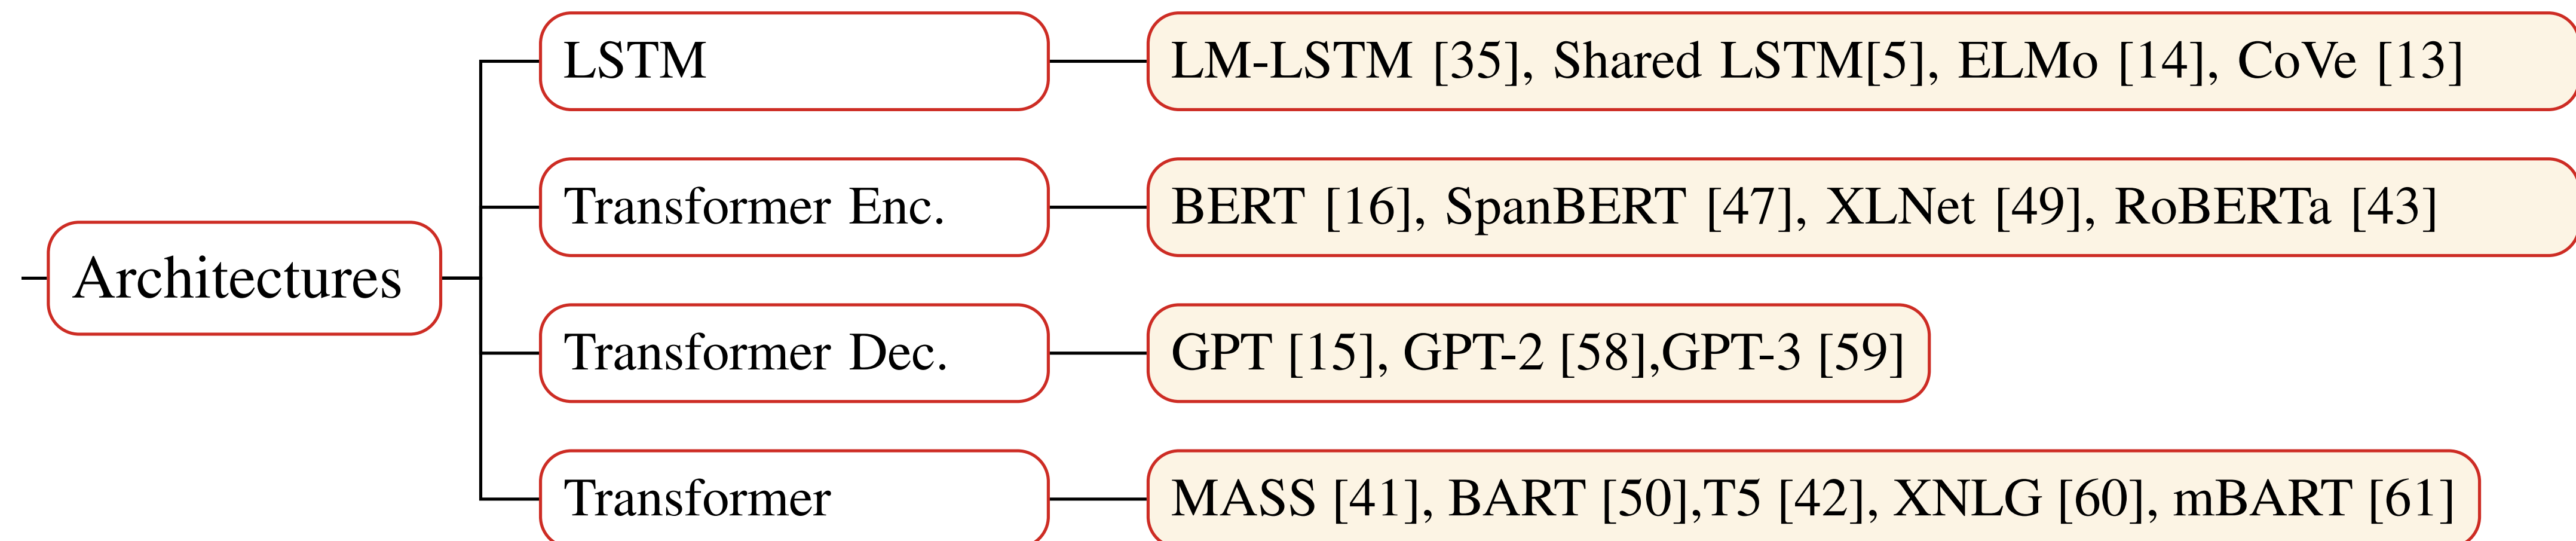 LSTM
LM-LSTM [35], Shared LSTM[5], ELMo [14], CoVe [13]
Transformer Enc.
BERT [16], SpanBERT [47], XLNet [49], RoBERTa [43]
Architectures
Transformer Dec.
GPT [15], GPT-2 [58],GPT-3 [59]
Transformer
MASS [41], BART [50],T5 [42], XNLG [60], mBART [61]